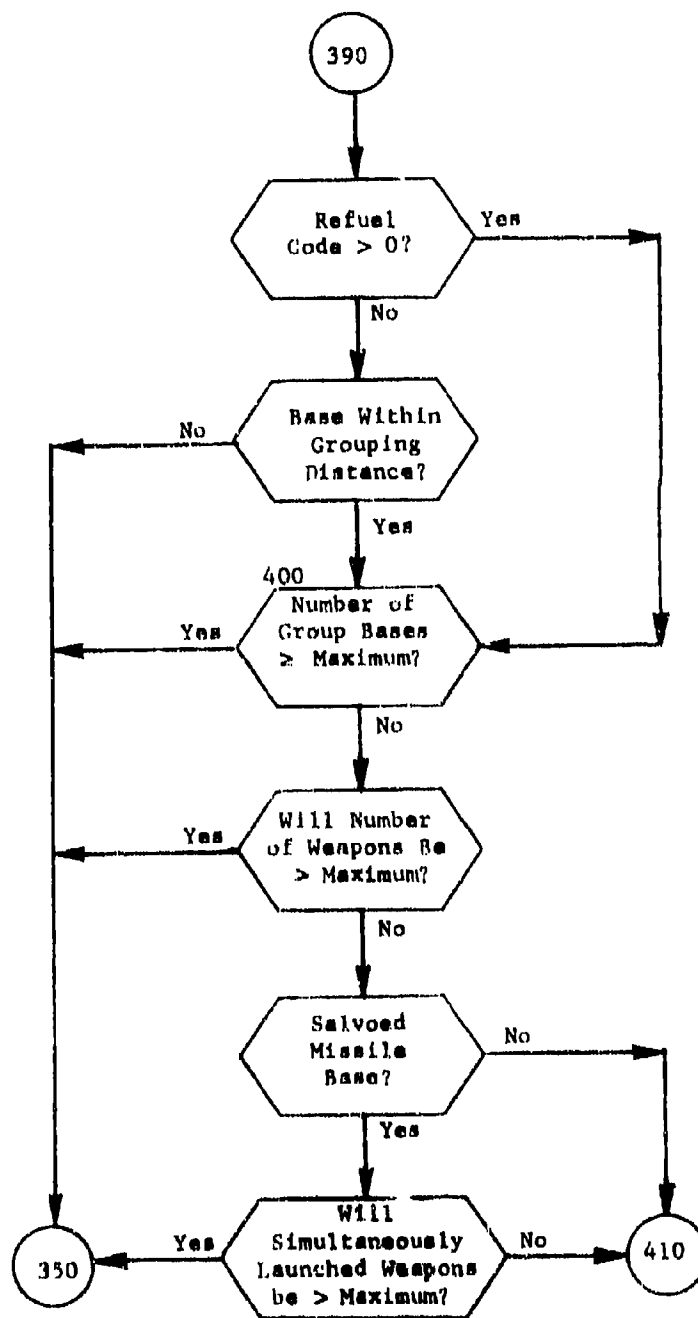 390
Refuel
Code > 0?
Yes
No
Base Within
Grouping
Distance?
No
Yes
400
Number of
Group Bases
≥ Maximum?
Yes
No
Will Number
of Weapons Be
> Maximum?
Yes
No
Salvoed
Missile
Base?
No
Yes
Will
Simultaneously
Launched Weapons
be > Maximum?
Yes
No
350
410